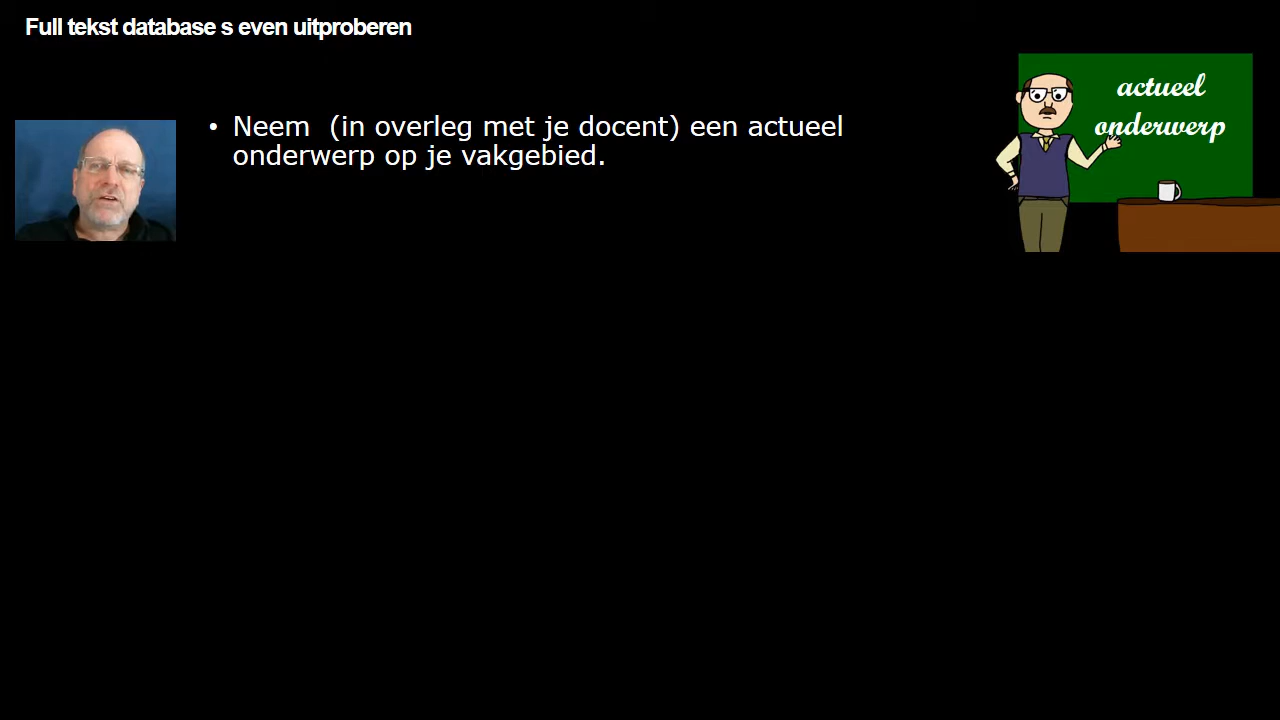 Full tekst database s even uitproberen
actueel
onderwerp
• Neem  (in overleg met je docent) een actueel
onderwerp op je vakgebied.